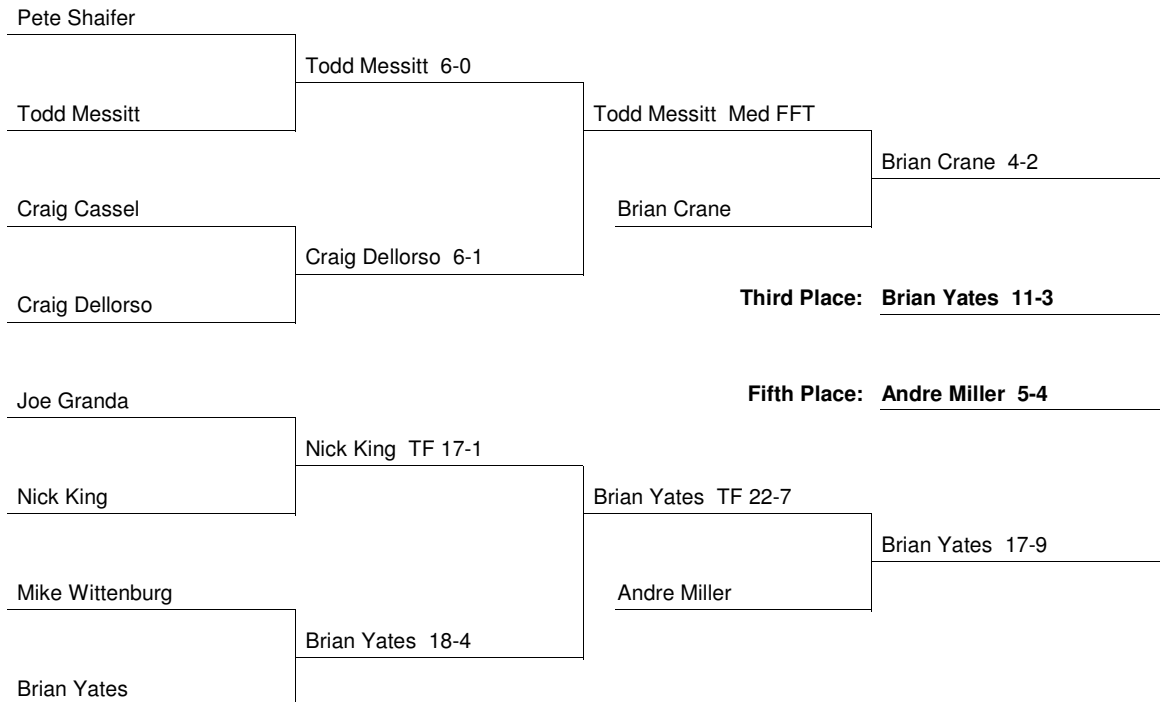 Pete Shaifer
Todd Messitt 6-0
Todd Messitt
Todd Messitt Med FFT
Brian Crane 4-2
Craig Cassel
Brian Crane
Craig Dellorso 6-1
Craig Dellorso
Third Place: Brian Yates 11-3
Joe Granda
Fifth Place: Andre Miller 5-4
Nick King TF 17-1
Nick King
Brian Yates TF 22-7
Brian Yates 17-9
Mike Wittenburg
Andre Miller
Brian Yates 18-4
Brian Yates